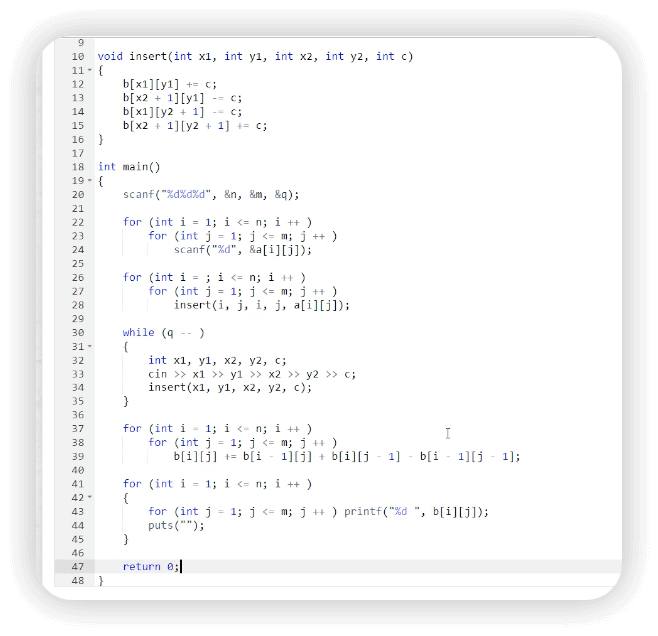 9
10 void insert(int x1, int y1, int x2, int y2, int c)
11 {
12     b[x1][y1] += c;
13     b[x2 + 1][y1] -= c;
14     b[x1][y2 + 1] -= c;
15     b[x2 + 1][y2 + 1] += c;
16 }
17
18 int main()
19 {
20     scanf("%d%d%d", &n, &m, &q);
21
22     for (int i = 1; i <= n; i ++ )
23         for (int j = 1; j <= m; j ++ )
24             scanf("%d", &a[i][j]);
25
26     for (int i = ; i <= n; i ++ )
27         for (int j = 1; j <= m; j ++ )
28             insert(i, j, i, j, a[i][j]);
29
30     while (q -- )
31     {
32         int x1, y1, x2, y2, c;
33         cin >> x1 >> y1 >> x2 >> y2 >> c;
34         insert(x1, y1, x2, y2, c);
35     }
36
37     for (int i = 1; i <= n; i ++ )
38         for (int j = 1; j <= m; j ++ )
39             b[i][j] += b[i - 1][j] + b[i][j - 1] - b[i - 1][j - 1];
40
41     for (int i = 1; i <= n; i ++ )
42     {
43         for (int j = 1; j <= m; j ++ ) printf("%d ", b[i][j]);
44         puts("");
45     }
46
47     return 0;
48 }